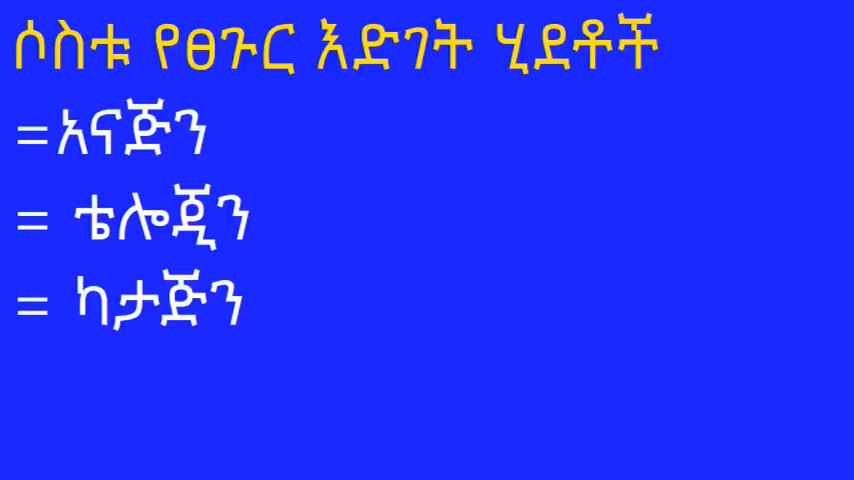 ሶስቱ የፀጉር እድገት ሂደቶች
=አናጅን
= ቴሎጂን
= ካታጅን